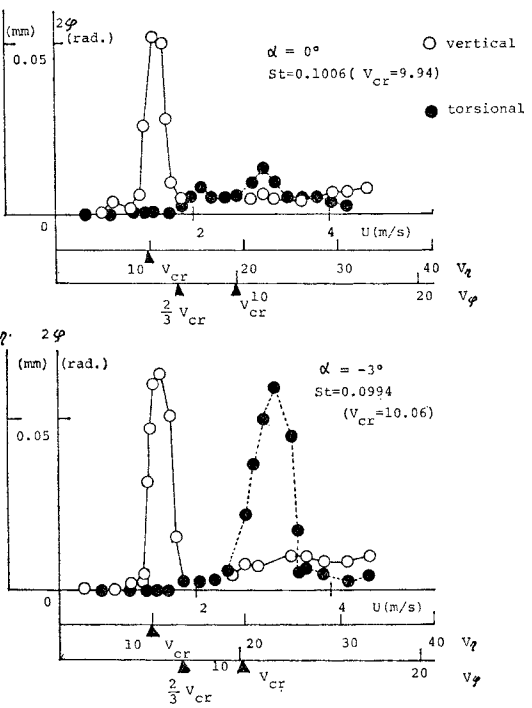 2φ
(mm) (rad.)
0.05
α = 0°
St=0.1006( Vcr=9.94)
vertical
torsional
0 2 4
U(m/s)
10 Vcr 20 30 40 Vη
2/3 Vcr Vcr 10 20 Vφ
η 2φ
(mm) (rad.)
0.05
α = -3°
St=0.0994
(Vcr=10.06)
0 2 4
U(m/s)
10 Vcr 20 30 40 Vη
2/3 Vcr 10 Vcr 20 Vφ